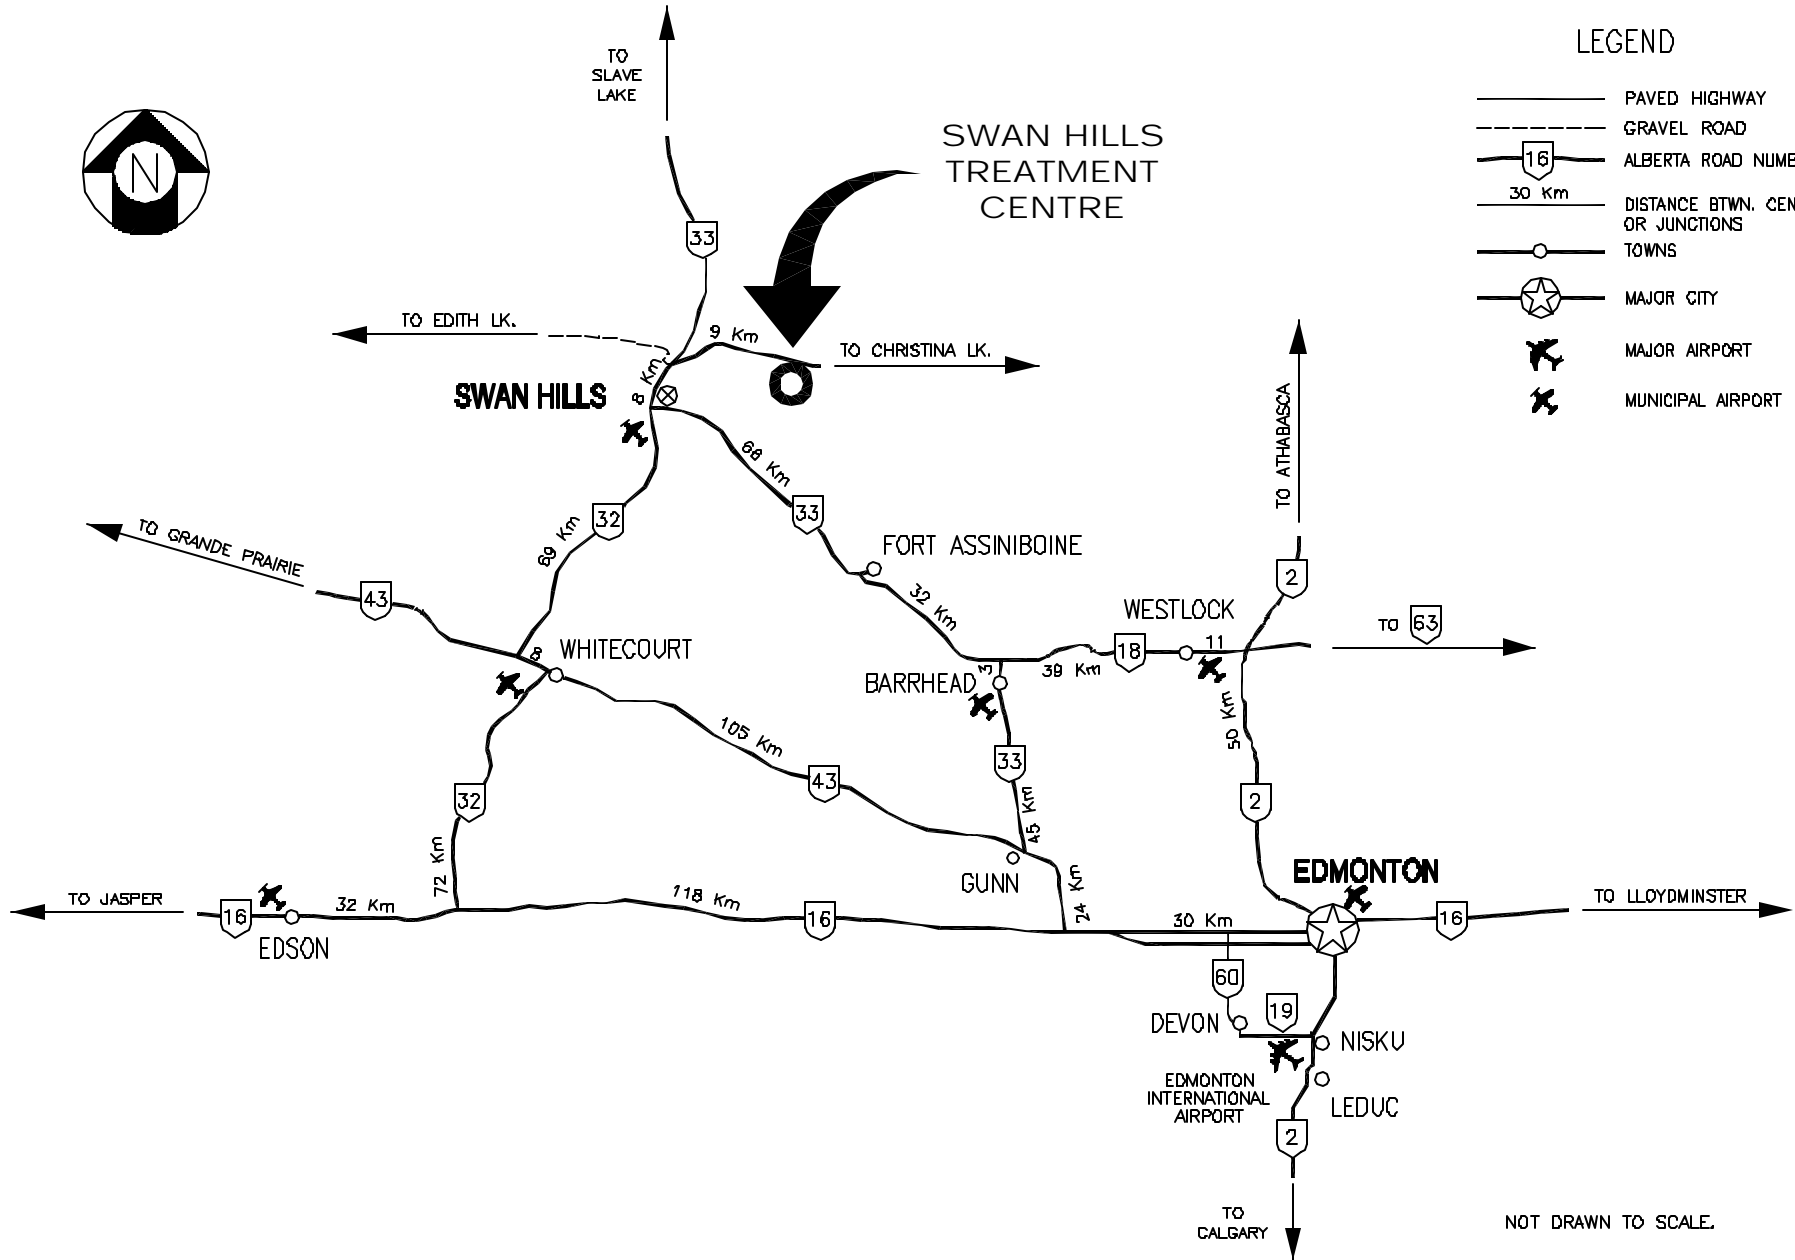 LEGEND
PAVED HIGHWAY
GRAVEL ROAD
16
ALBERTA ROAD NUMB
30 Km
DISTANCE BTWN. CEN
OR JUNCTIONS
TOWNS
MAJOR CITY
MAJOR AIRPORT
MUNICIPAL AIRPORT
N
TO
SLAVE
LAKE
SWAN HILLS
TREATMENT
CENTRE
33
TO EDITH LK.
9 Km
TO CHRISTINA LK.
8 Km
SWAN HILLS
68 Km
33
32
69 Km
TO ATHABASCA
TO GRANDE PRAIRIE
43
FORT ASSINIBOINE
32 Km
2
WESTLOCK
TO 63
18
11
39 Km
3
BARRHEAD
WHITECOURT
8
105 Km
43
33
45 Km
50 Km
2
32
72 Km
GUNN
24 Km
EDMONTON
TO JASPER
16
32 Km
EDSON
118 Km
16
30 Km
16
TO LLOYDMINSTER
60
19
DEVON
NISKU
EDMONTON
INTERNATIONAL
AIRPORT
LEDUC
2
TO
CALGARY
NOT DRAWN TO SCALE.